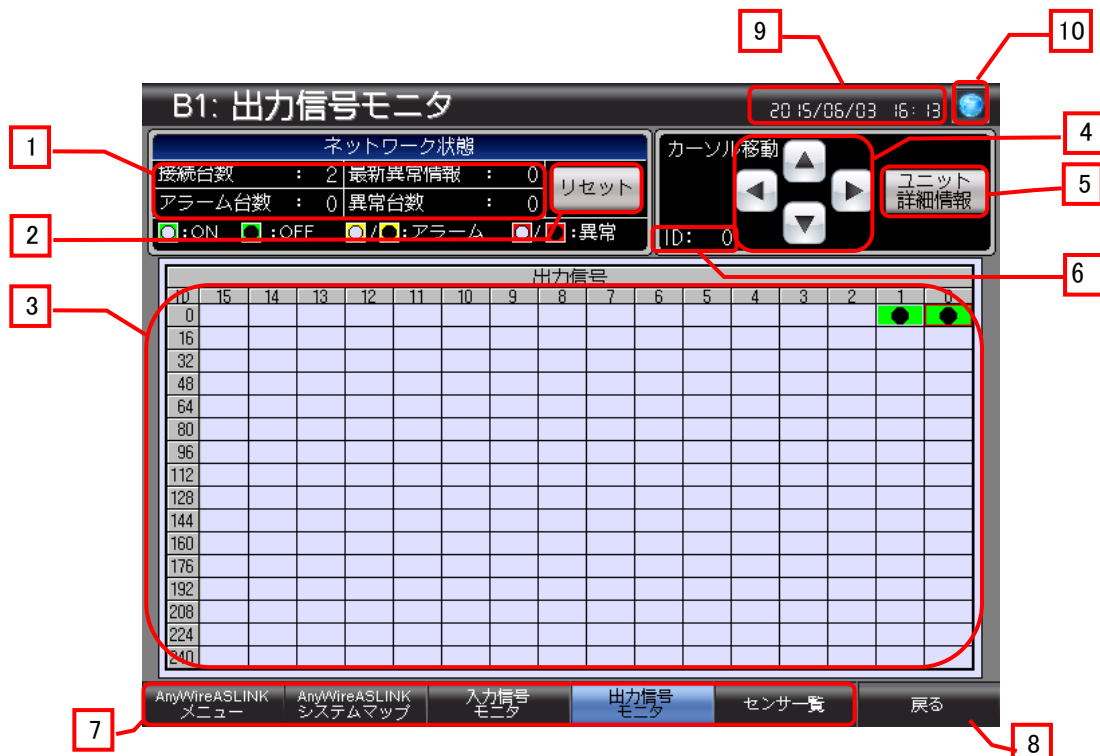 9
10
B1: 出力信号モニタ
2015/06/03 16:13
1
ネットワーク状態
カーソル移動
4
接続台数 : 2 最新異常情報 : 0
リセット
ユニット
詳細情報
5
アラーム台数 : 0 異常台数 : 0
2
:ON :OFF / :アラーム / :異常
ID: 0
6
3
出力信号
ID 15 14 13 12 11 10 9 8 7 6 5 4 3 2 1 0
0
16
32
48
64
80
96
112
128
144
160
176
192
208
224
240
AnyWireASLINK
メニュー
AnyWireASLINK
システムマップ
入力信号
モニタ
出力信号
モニタ
センサ一覧
戻る
7
8